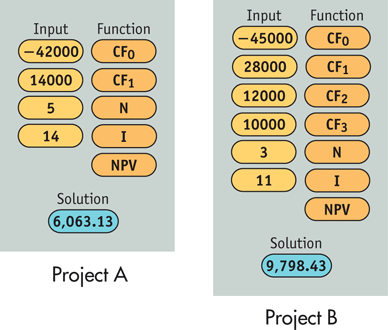 Input Function
−42000 CF0
14000 CF1
5 N
14 I
NPV
Solution
6,063.13
Project A
Input Function
−45000 CF0
28000 CF1
12000 CF2
10000 CF3
3 N
11 I
NPV
Solution
9,798.43
Project B